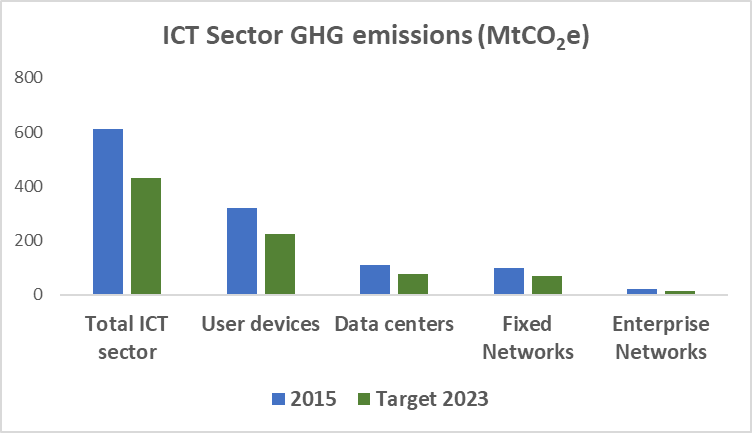 ICT Sector GHG emissions (MtCO₂e)
800
600
400
200
0
Total ICT
sector
User devices
Data centers
Fixed
Networks
Enterprise
Networks
2015
Target 2023